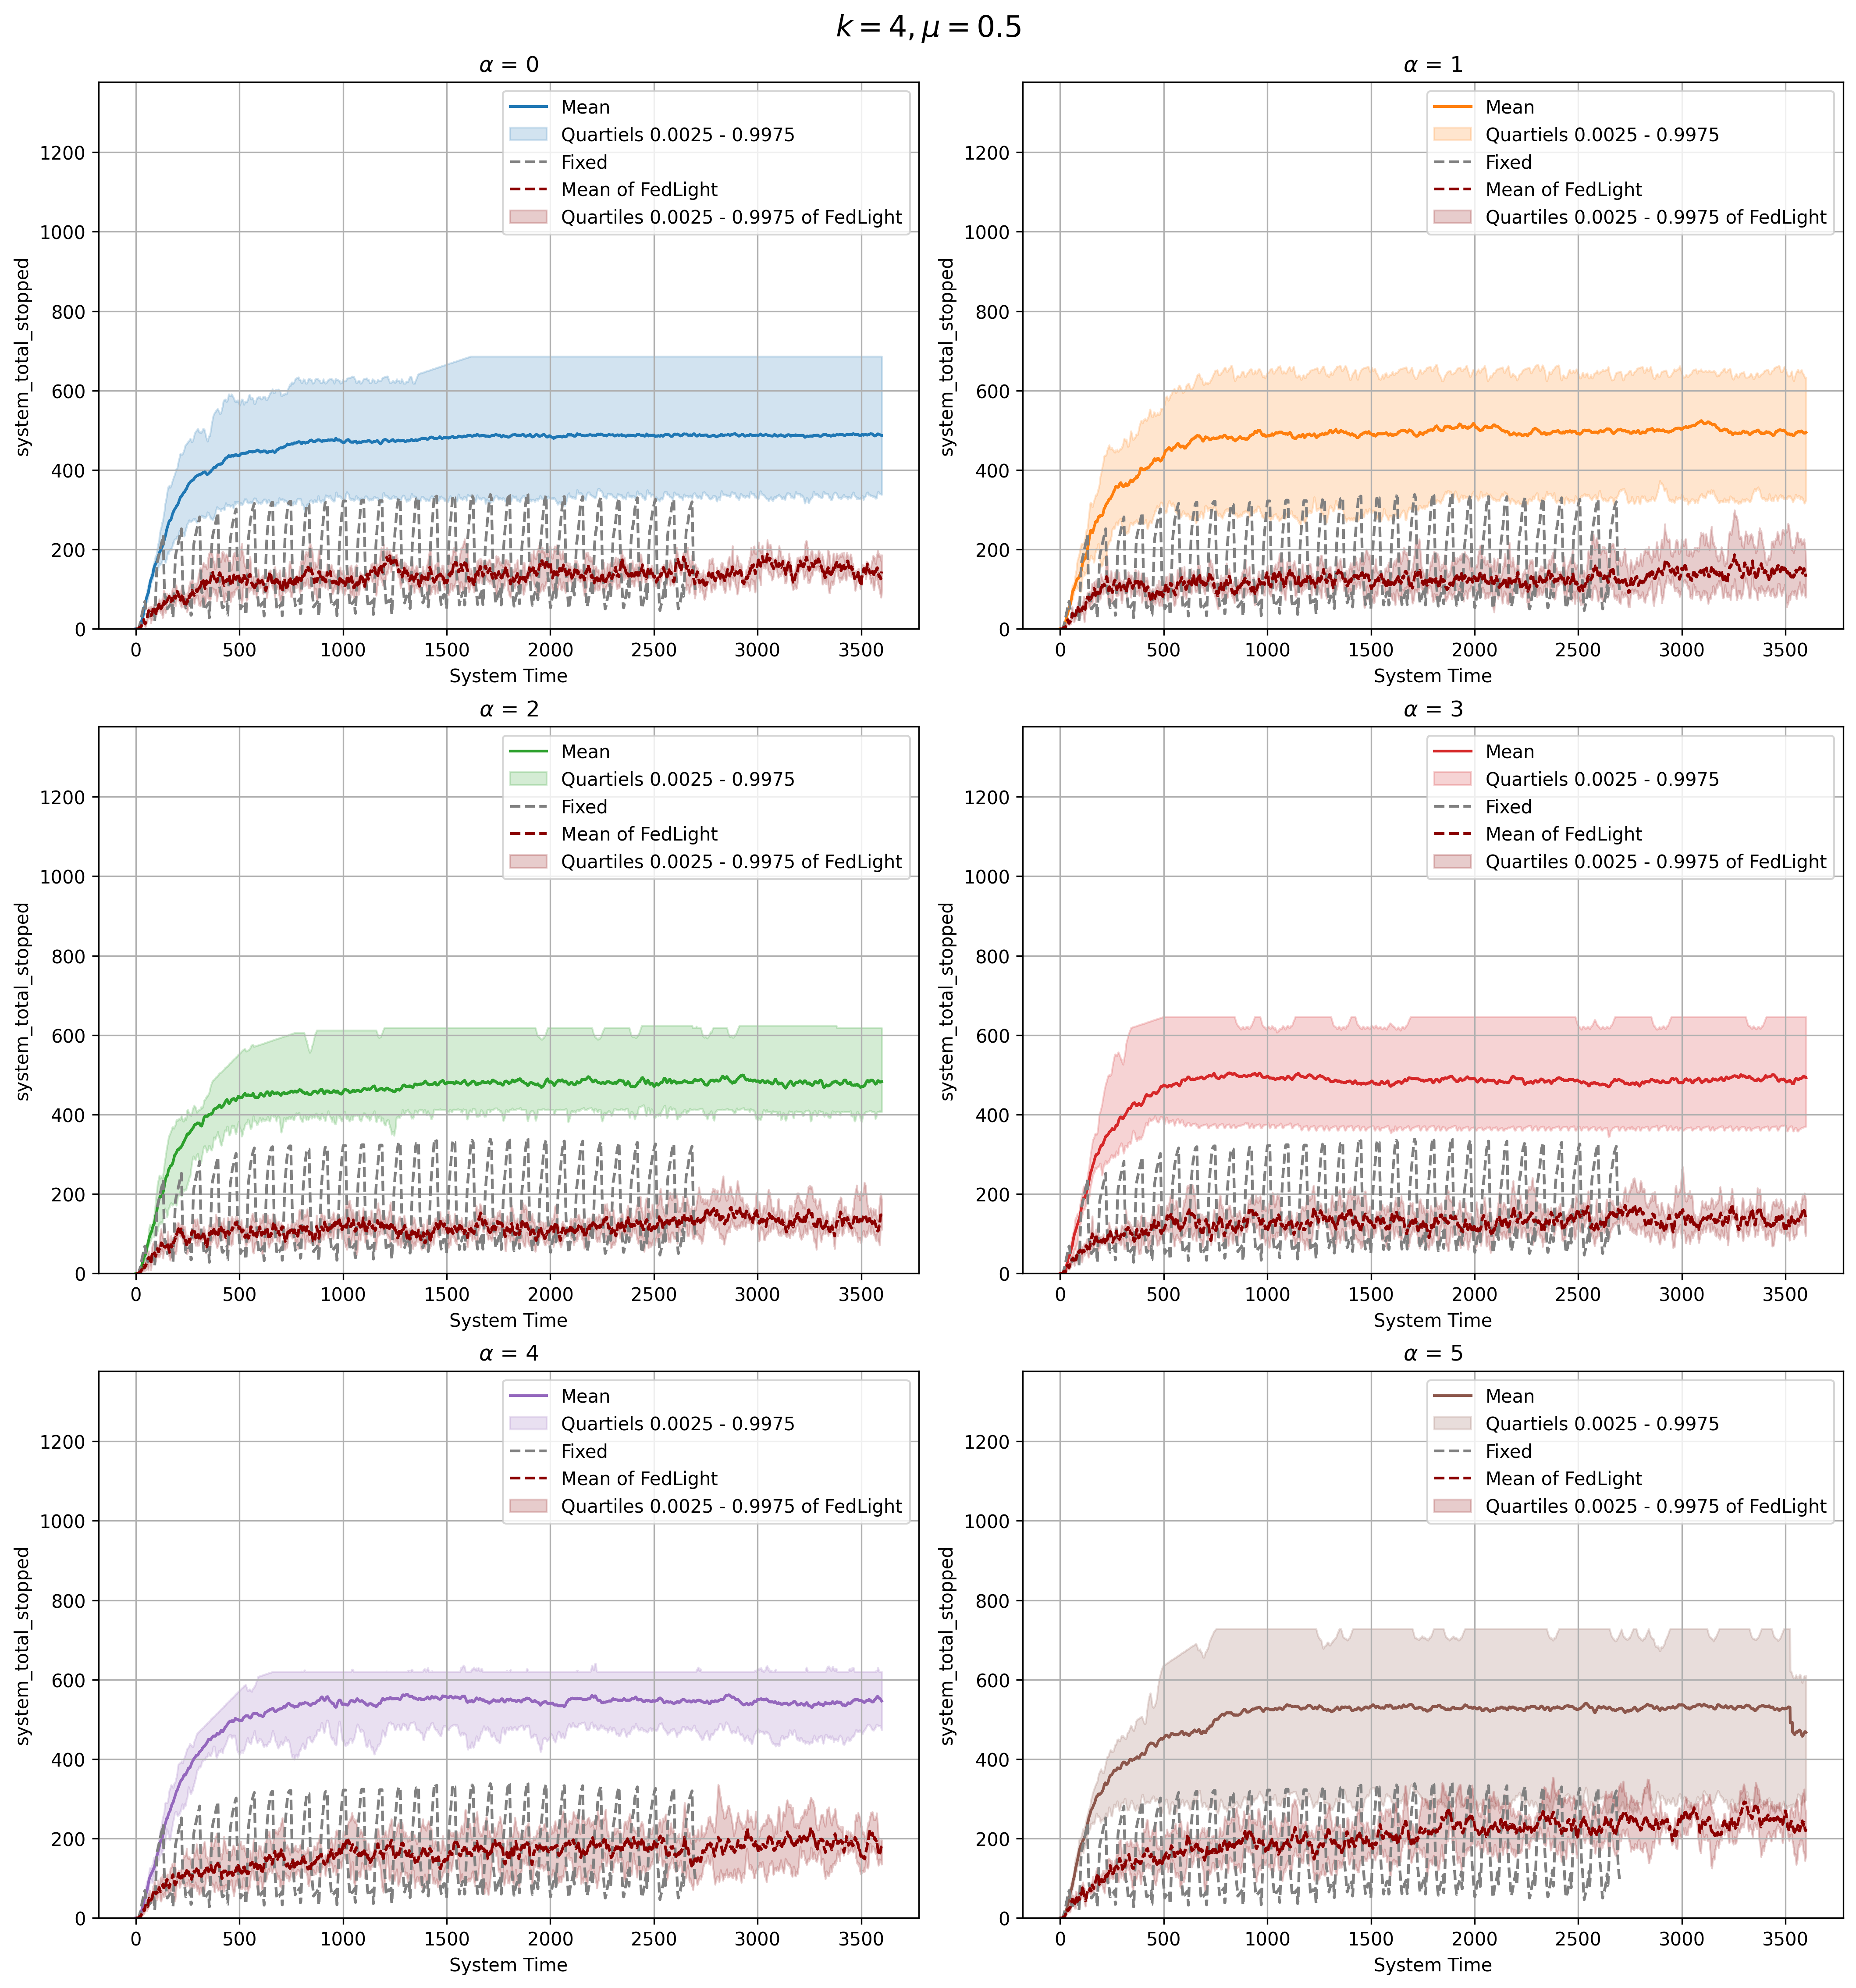 k = 4, μ = 0.5
α = 0
Mean
Quartiels 0.0025 - 0.9975
Fixed
Mean of FedLight
Quartiles 0.0025 - 0.9975 of FedLight
1200
1000
800
600
400
200
0
system_total_stopped
0 500 1000 1500 2000 2500 3000 3500
System Time
α = 1
Mean
Quartiels 0.0025 - 0.9975
Fixed
Mean of FedLight
Quartiles 0.0025 - 0.9975 of FedLight
1200
1000
800
600
400
200
0
system_total_stopped
0 500 1000 1500 2000 2500 3000 3500
System Time
α = 2
Mean
Quartiels 0.0025 - 0.9975
Fixed
Mean of FedLight
Quartiles 0.0025 - 0.9975 of FedLight
1200
1000
800
600
400
200
0
system_total_stopped
0 500 1000 1500 2000 2500 3000 3500
System Time
α = 3
Mean
Quartiels 0.0025 - 0.9975
Fixed
Mean of FedLight
Quartiles 0.0025 - 0.9975 of FedLight
1200
1000
800
600
400
200
0
system_total_stopped
0 500 1000 1500 2000 2500 3000 3500
System Time
α = 4
Mean
Quartiels 0.0025 - 0.9975
Fixed
Mean of FedLight
Quartiles 0.0025 - 0.9975 of FedLight
1200
1000
800
600
400
200
0
system_total_stopped
0 500 1000 1500 2000 2500 3000 3500
System Time
α = 5
Mean
Quartiels 0.0025 - 0.9975
Fixed
Mean of FedLight
Quartiles 0.0025 - 0.9975 of FedLight
1200
1000
800
600
400
200
0
system_total_stopped
0 500 1000 1500 2000 2500 3000 3500
System Time